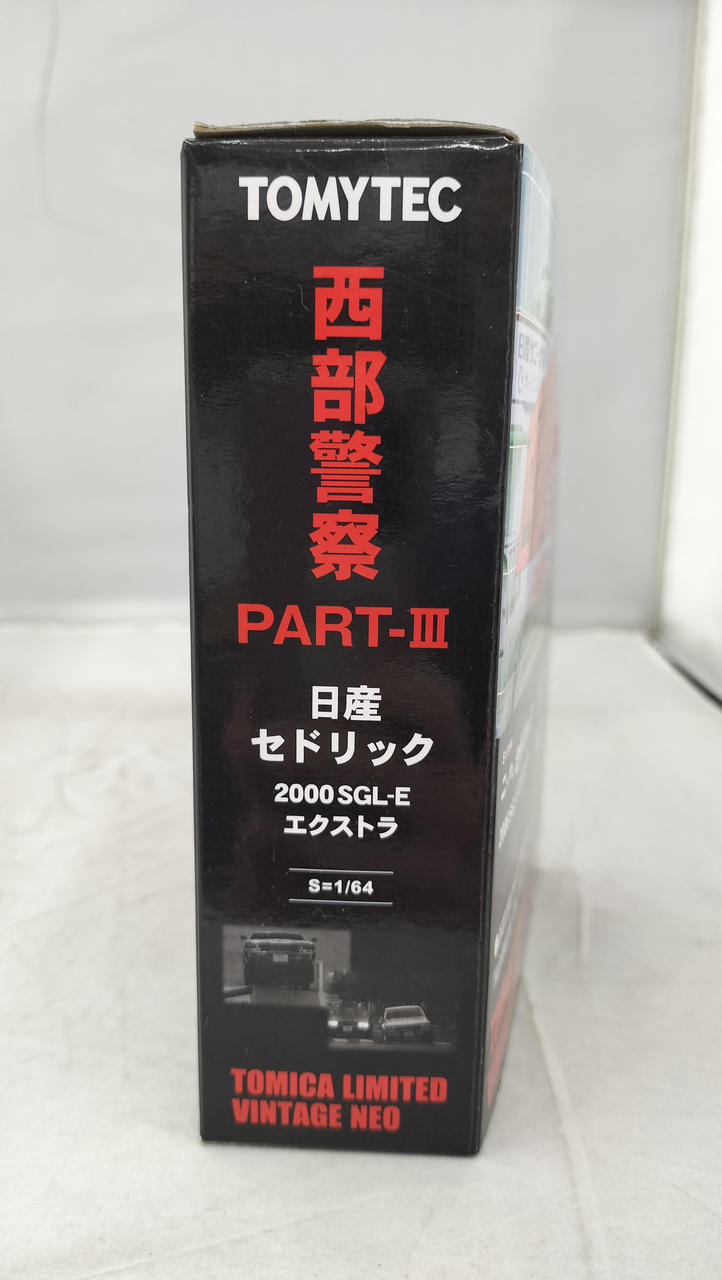 TOMYTEC
西部警察
PART-III
日産
セドリック
2000 SGL-E
エクストラ
S=1/64
TOMICA LIMITED
VINTAGE NEO